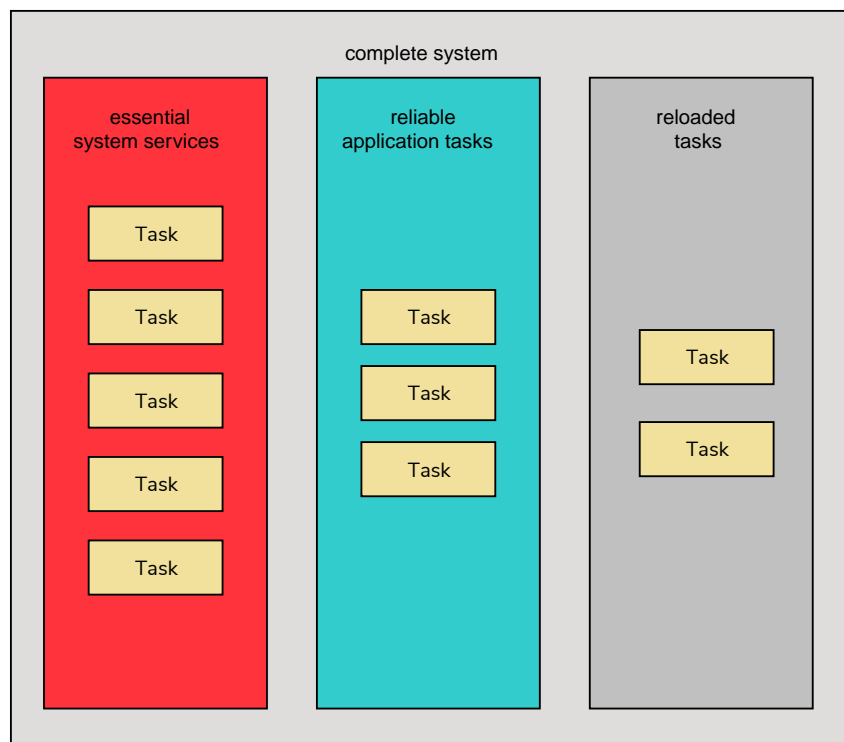 complete system
essential
system services
Task
Task
Task
Task
Task
reliable
application tasks
Task
Task
Task
reloaded
tasks
Task
Task